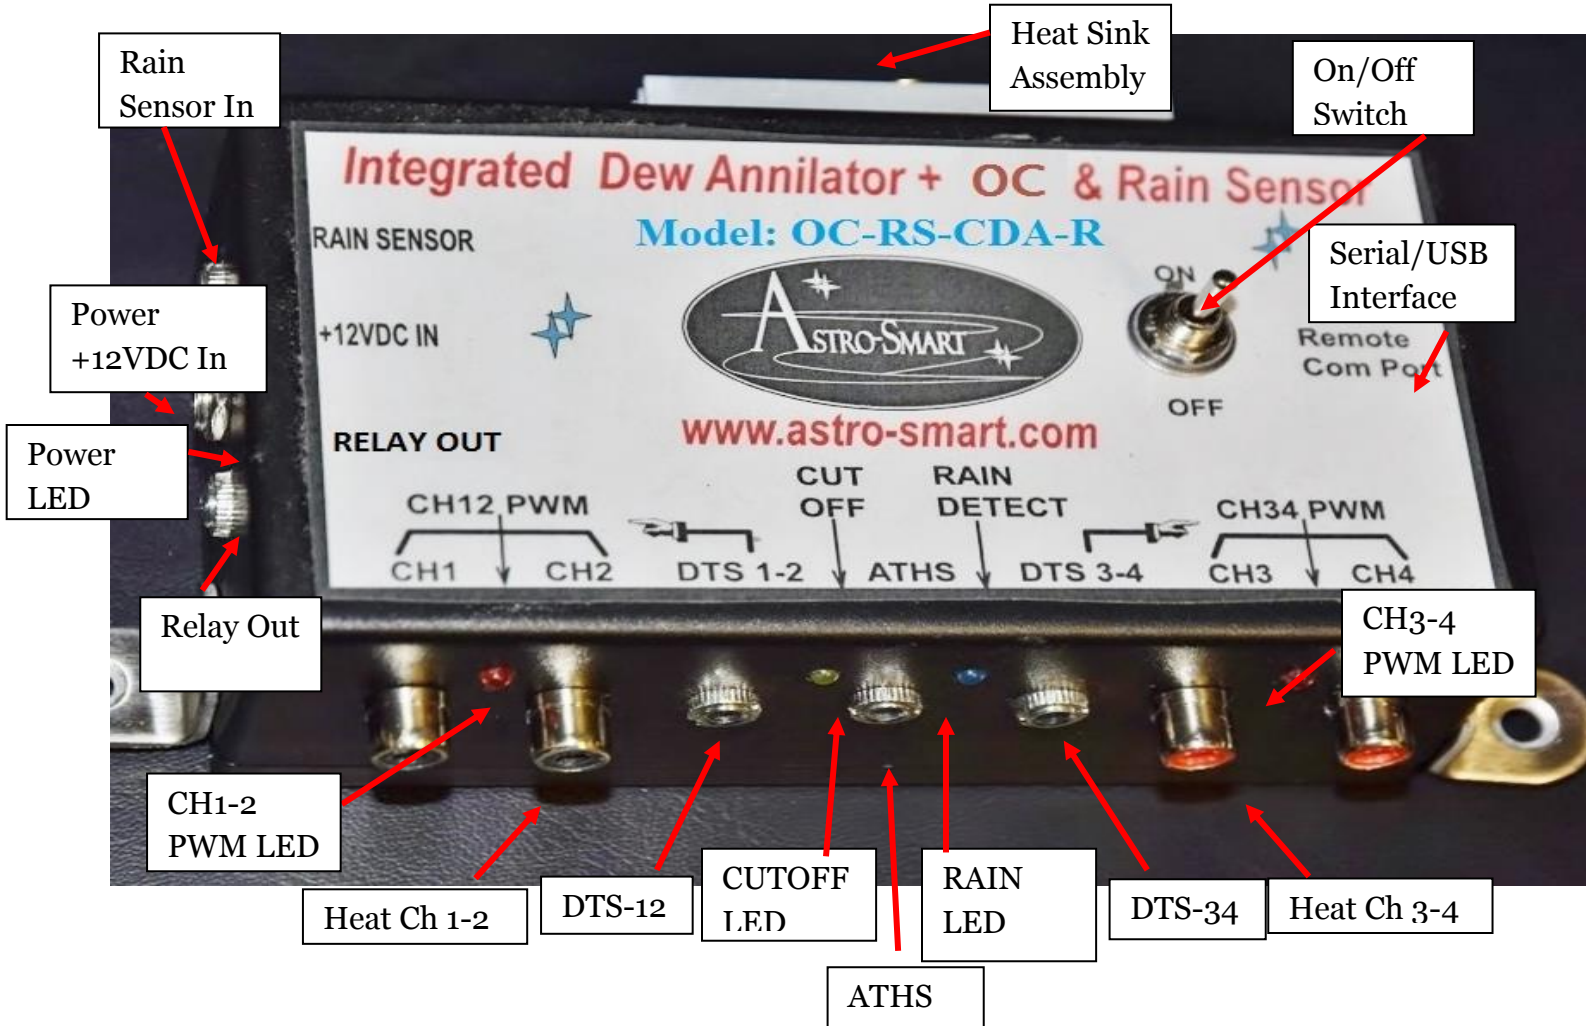 Heat Sink
Assembly
On/Off
Switch
Rain
Sensor In
Integrated Dew Annilator + OC & Rain Sensor
Model: OC-RS-CDA-R
RAIN SENSOR
ON
Serial/USB
Interface
Power
+12VDC In
+12VDC IN
ASTRO-SMART
Remote
Com Port
OFF
www.astro-smart.com
RELAY OUT
Power
LED
CUT
OFF
RAIN
DETECT
CH12 PWM
CH34 PWM
CH1
CH2
DTS 1-2
ATHS
DTS 3-4
CH3
CH4
Relay Out
CH3-4
PWM LED
CH1-2
PWM LED
Heat Ch 1-2
DTS-12
CUTOFF
LED
RAIN
LED
DTS-34
Heat Ch 3-4
ATHS